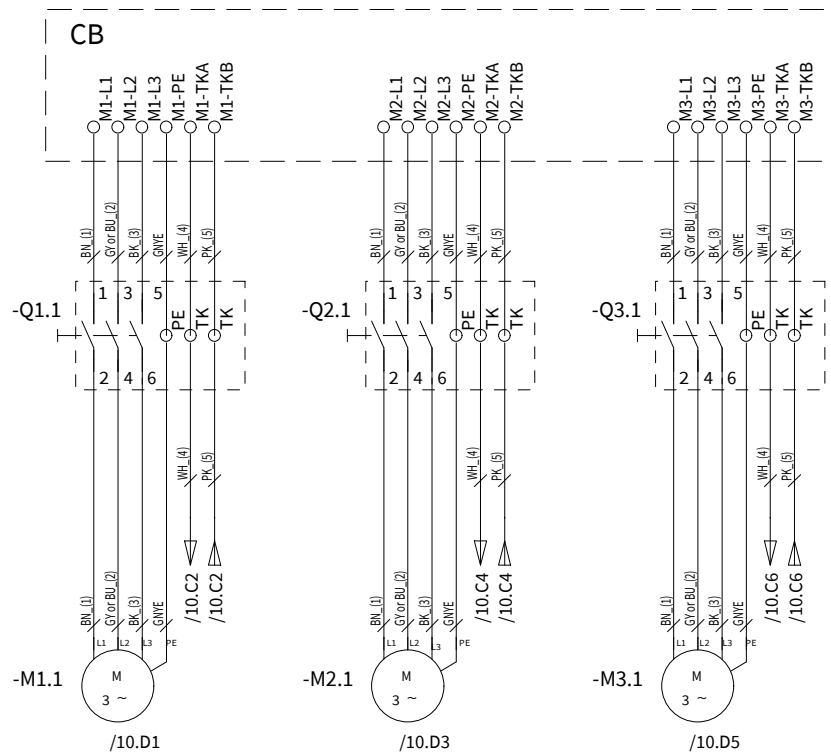 CB
M1-L1
M1-L2
M1-L3
M1-PE
M1-TKA
M1-TKB
M2-L1
M2-L2
M2-L3
M2-PE
M2-TKA
M2-TKB
M3-L1
M3-L2
M3-L3
M3-PE
M3-TKA
M3-TKB
BN_(1)
GY or BU_(2)
BK_(3)
GNYE
WH_(4)
PK_(5)
BN_(1)
GY or BU_(2)
BK_(3)
GNYE
WH_(4)
PK_(5)
BN_(1)
GY or BU_(2)
BK_(3)
GNYE
WH_(4)
PK_(5)
-Q1.1
1 3 5
PE
TK
TK
2 4 6
-Q2.1
1 3 5
PE
TK
TK
2 4 6
-Q3.1
1 3 5
PE
TK
TK
2 4 6
WH_(4)
PK_(5)
WH_(4)
PK_(5)
WH_(4)
PK_(5)
/10.C2
/10.C2
/10.C4
/10.C4
/10.C6
/10.C6
BN_(1)
GY or BU_(2)
BK_(3)
GNYE
BN_(1)
GY or BU_(2)
BK_(3)
GNYE
BN_(1)
GY or BU_(2)
BK_(3)
GNYE
L1 L2 L3 PE
L1 L2 L3 PE
L1 L2 L3 PE
-M1.1
M
3 ~
-M2.1
M
3 ~
-M3.1
M
3 ~
/10.D1
/10.D3
/10.D5